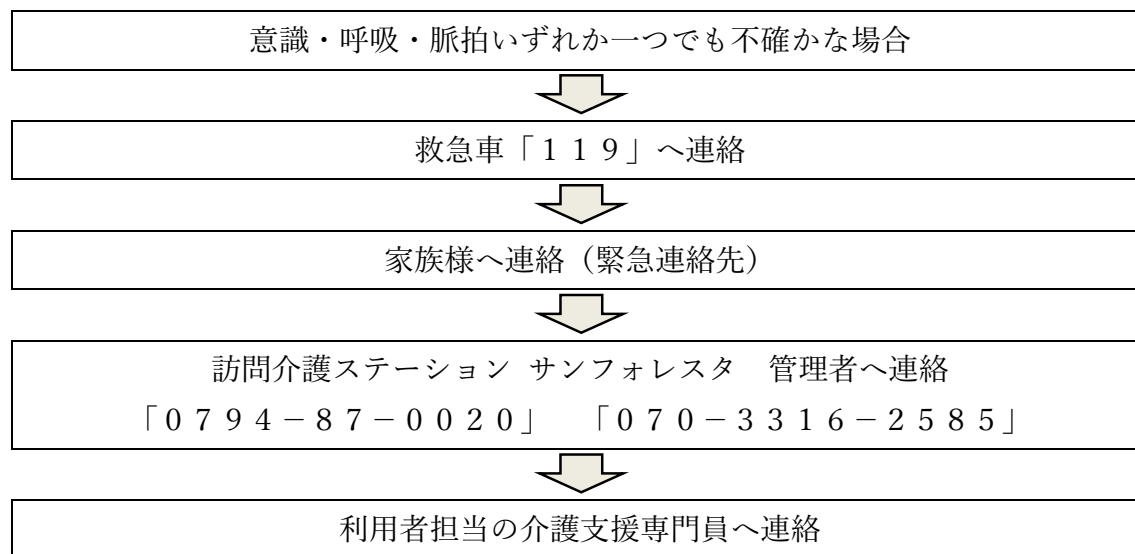 意識・呼吸・脈拍いずれか一つでも不確かな場合
救急車「１１９」へ連絡
家族様へ連絡（緊急連絡先）
訪問介護ステーション サンフォレスタ　管理者へ連絡
「０７９４－８７－００２０」　「０７０－３３１６－２５８５」
利用者担当の介護支援専門員へ連絡